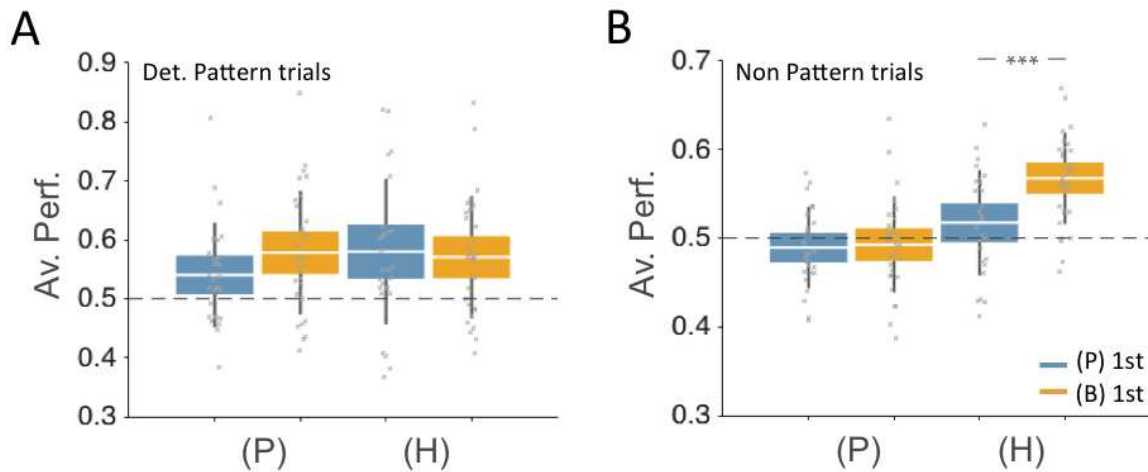 A
Det. Pattern trials
Av. Perf.
0.9
0.8
0.7
0.6
0.5
0.4
0.3
(P)
(H)
B
Non Pattern trials
***
Av. Perf.
0.7
0.6
0.5
0.4
0.3
(P) 1st
(B) 1st
(P)
(H)